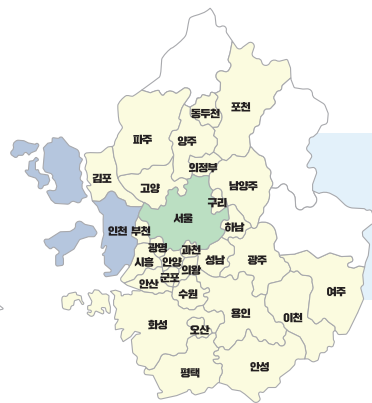 포천
동두천
파주
양주
의정부
김포
고양
남양주
구리
서울
하남
인천
부천
광명
과천
시흥
안양
성남
광주
의왕
군포
안산
수원
여주
용인
이천
화성
오산
안성
평택